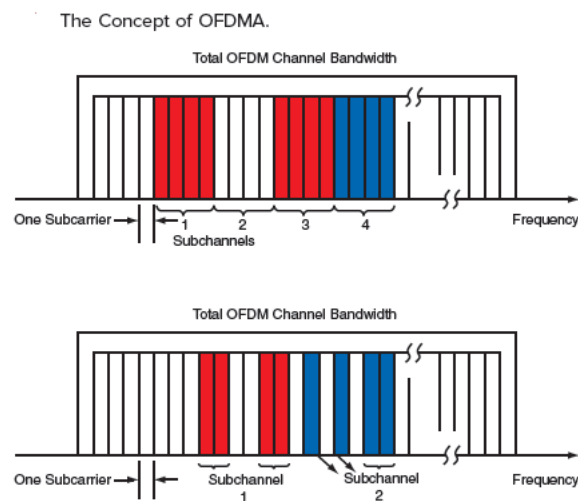 The Concept of OFDMA.
Total OFDM Channel Bandwidth
One Subcarrier
1 2 3 4
Frequency
Subchannels
Total OFDM Channel Bandwidth
One Subcarrier
Subchannel
1
Subchannel
2
Frequency